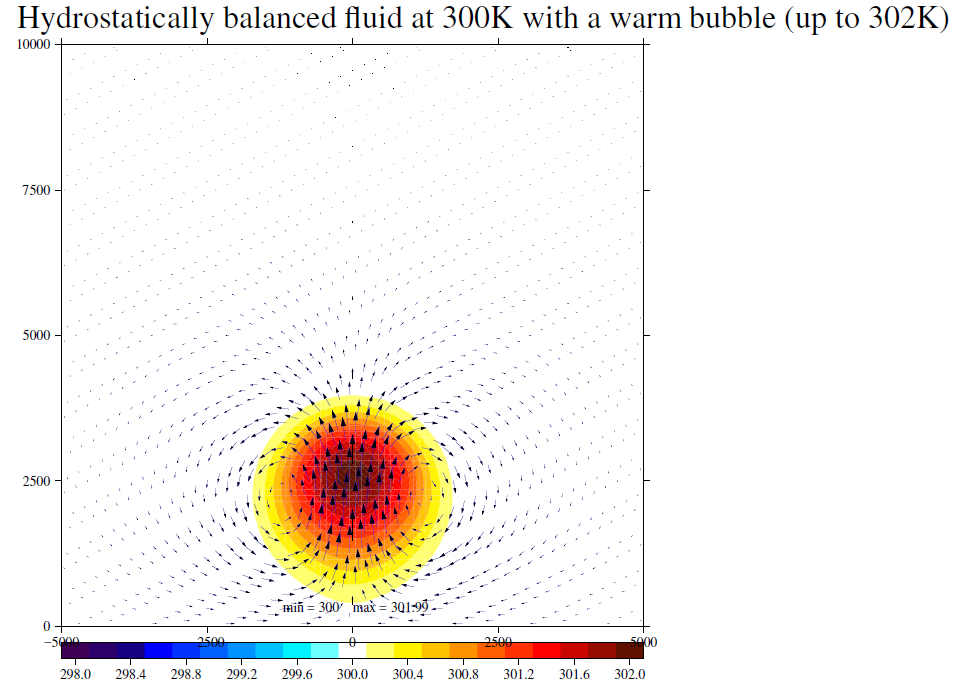 Hydrostatically balanced fluid at 300K with a warm bubble (up to 302K)
10000
7500
5000
2500
0
min = 300 max = 301.99
−5000 2500 0 2500 5000
298.0 298.4 298.8 299.2 299.6 300.0 300.4 300.8 301.2 301.6 302.0